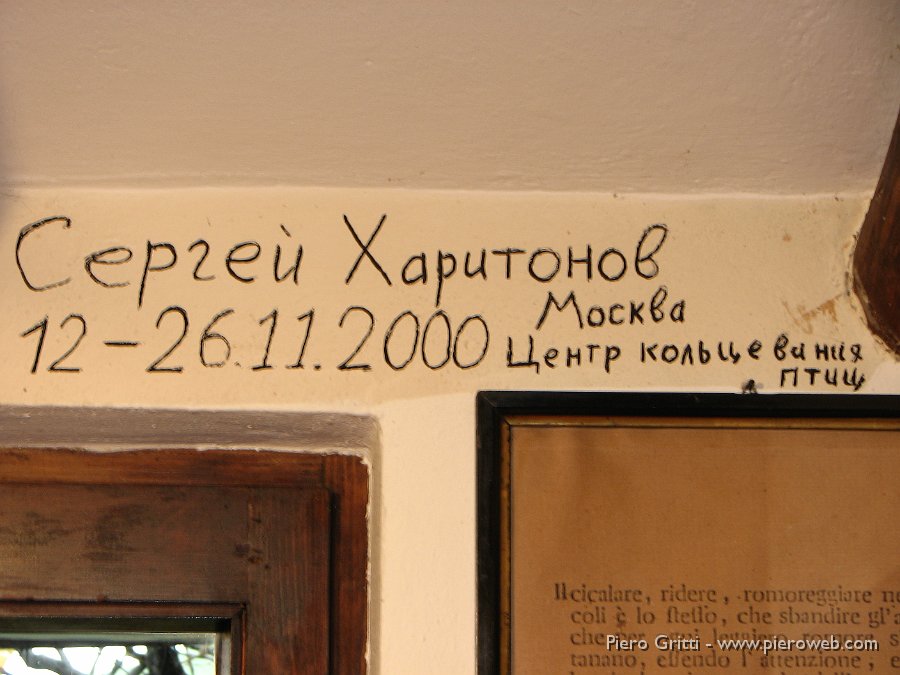 Сергей Харитонов
12-26.11.2000
Москва
Центр кольцевания
птиц
Il cicalare, ridere, romoreggiare
coli è lo ſteſſo, che sbandire gl'
tanano, eſſendo l'attenzione,
Piero Gritti - www.pieroweb.com